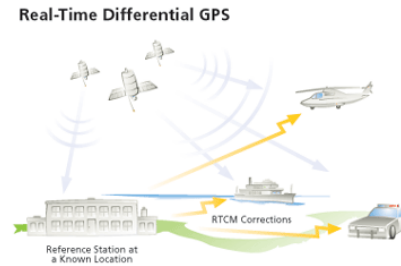 Real-Time Differential GPS
RTCM Corrections
Reference Station at
a Known Location